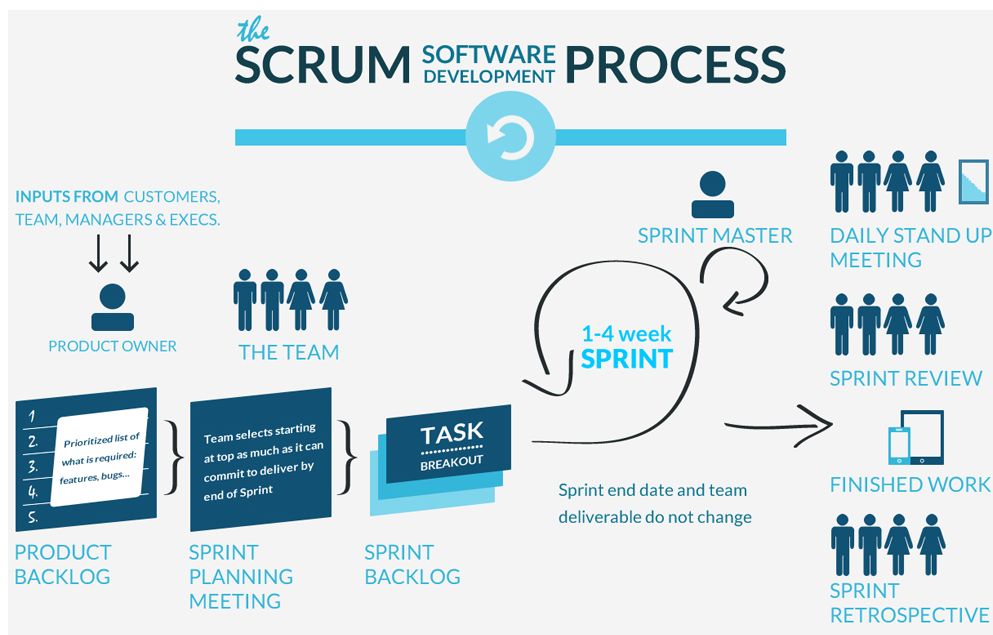 the
SCRUM SOFTWARE DEVELOPMENT PROCESS
INPUTS FROM CUSTOMERS,
TEAM, MANAGERS & EXECS.
PRODUCT OWNER
THE TEAM
SPRINT MASTER
1-4 week
SPRINT
DAILY STAND UP
MEETING
SPRINT REVIEW
FINISHED WORK
SPRINT
RETROSPECTIVE
1
2.
3.
4.
5.
Prioritized list of
what is required:
features, bugs...
PRODUCT
BACKLOG
Team selects starting
at top as much as it can
commit to deliver by
end of Sprint
SPRINT
PLANNING
MEETING
TASK
BREAKOUT
SPRINT
BACKLOG
Sprint end date and team
deliverable do not change